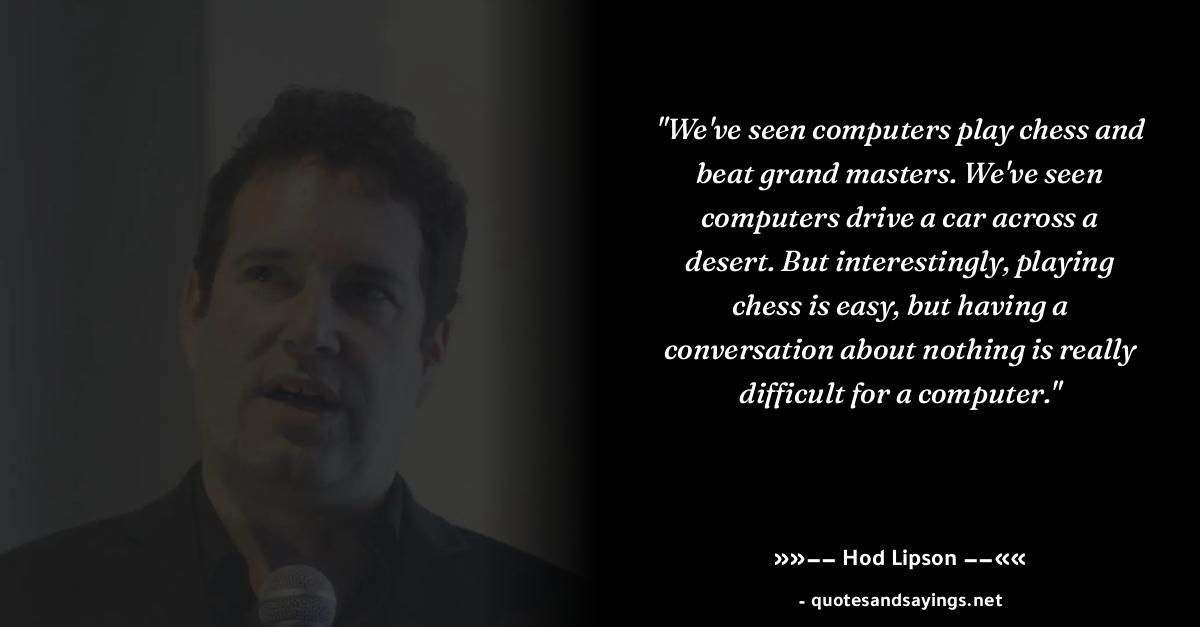 "We've seen computers play chess and
beat grand masters. We've seen
computers drive a car across a
desert. But interestingly, playing
chess is easy, but having a
conversation about nothing is really
difficult for a computer."
»»−− Hod Lipson −−««
- quotesandsayings.net